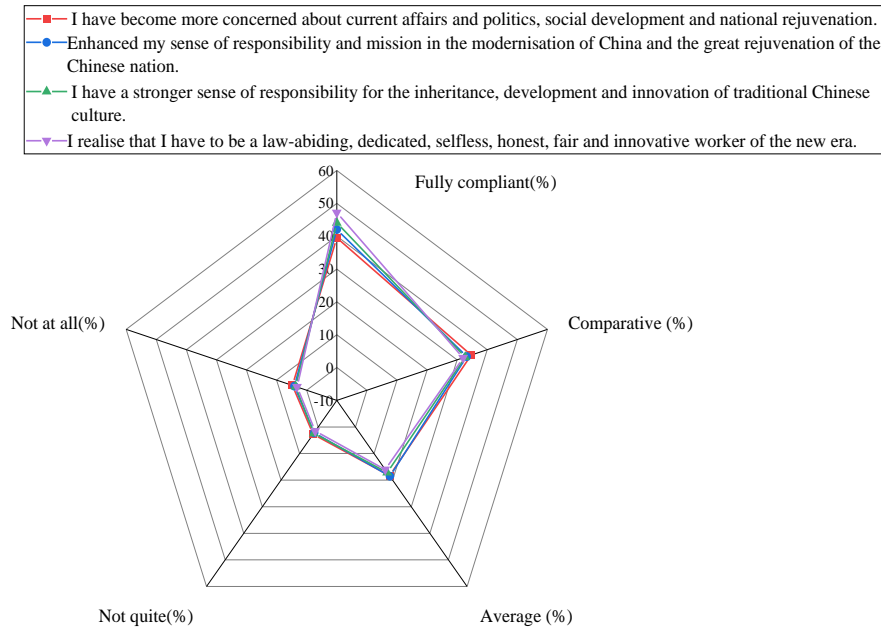 I have become more concerned about current affairs and politics, social development and national rejuvenation.
Enhanced my sense of responsibility and mission in the modernisation of China and the great rejuvenation of the
Chinese nation.
I have a stronger sense of responsibility for the inheritance, development and innovation of traditional Chinese
culture.
I realise that I have to be a law-abiding, dedicated, selfless, honest, fair and innovative worker of the new era.
60
Fully compliant(%)
50
40
30
Not at all(%)
Comparative (%)
20
10
0
-10
Not quite(%)
Average (%)